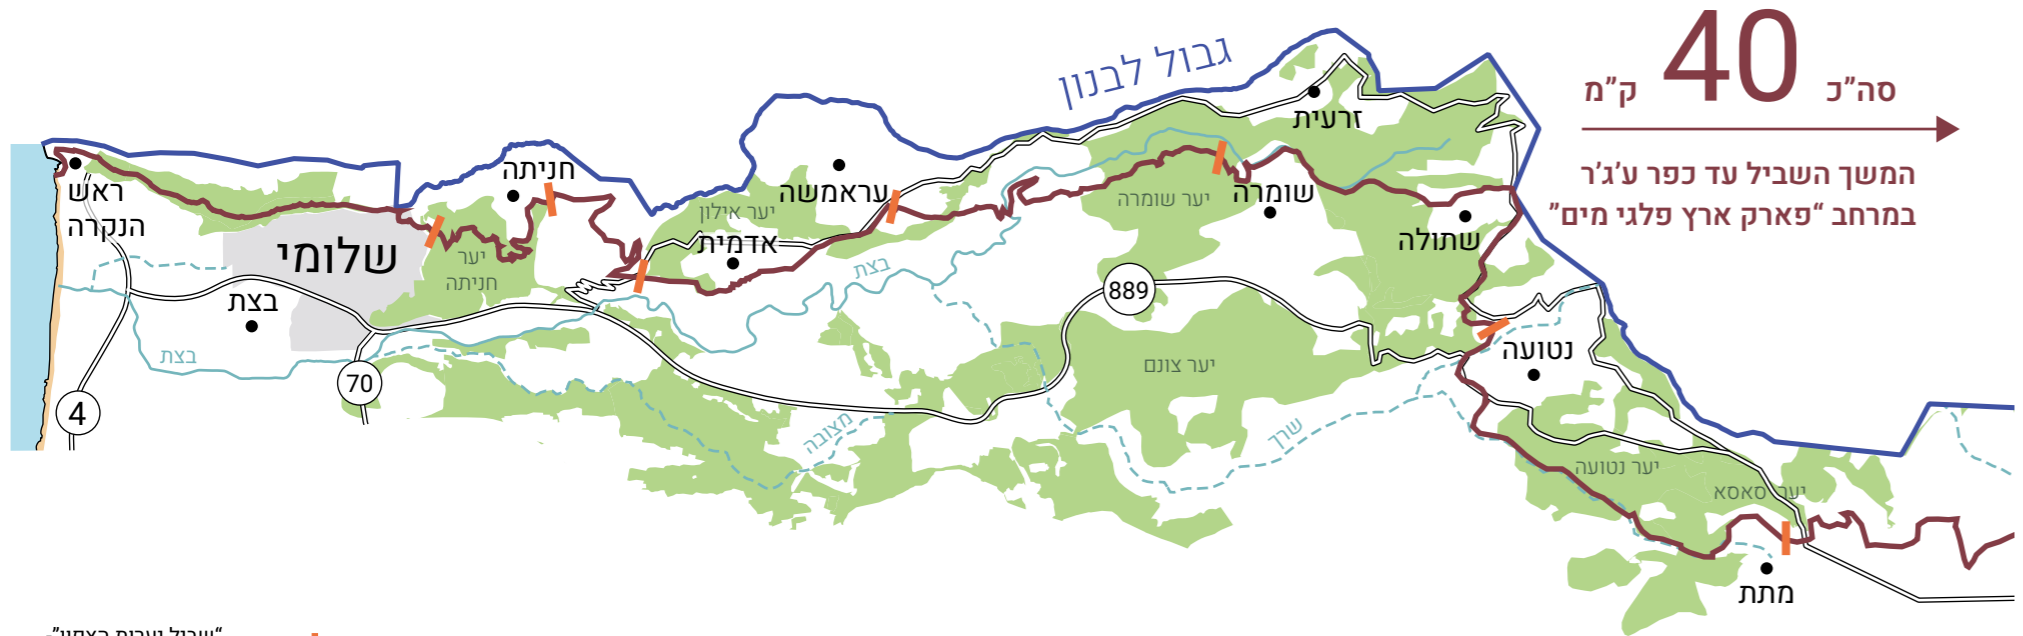 סה"כ 40 ק"מ
המשך השביל עד כפר ע'ג'ר
במרחב "פארק ארץ פלגי מים"
גבול לבנון
זרעית
חניתה
עראמשה
ראש
הנקרה
יער אילון
אדמית
יער שומרה
שומרה
שתולה
שלומי
יער
חניתה
בצת
בצת
בצת
889
נטועה
יער צונם
70
4
מצובה
שרך
יער נטועה
יער סאסא
מתת